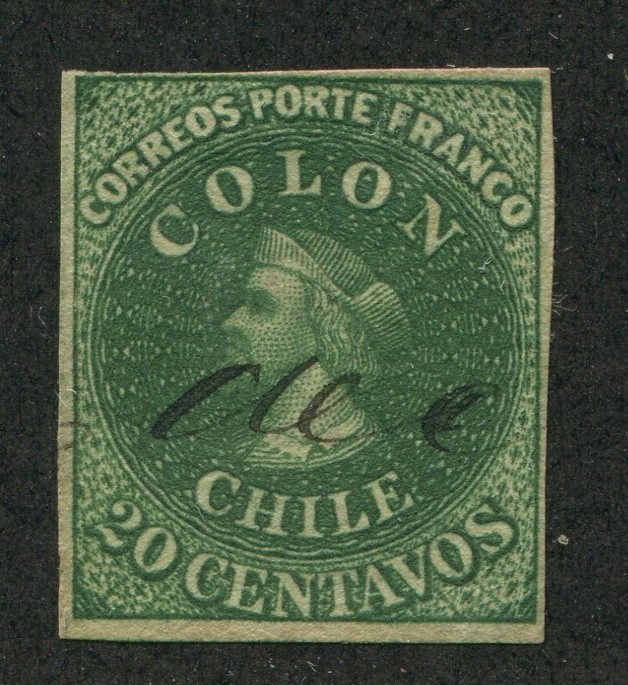 CORREOS PORTE FRANCO
COLON
CHILE
20 CENTAVOS